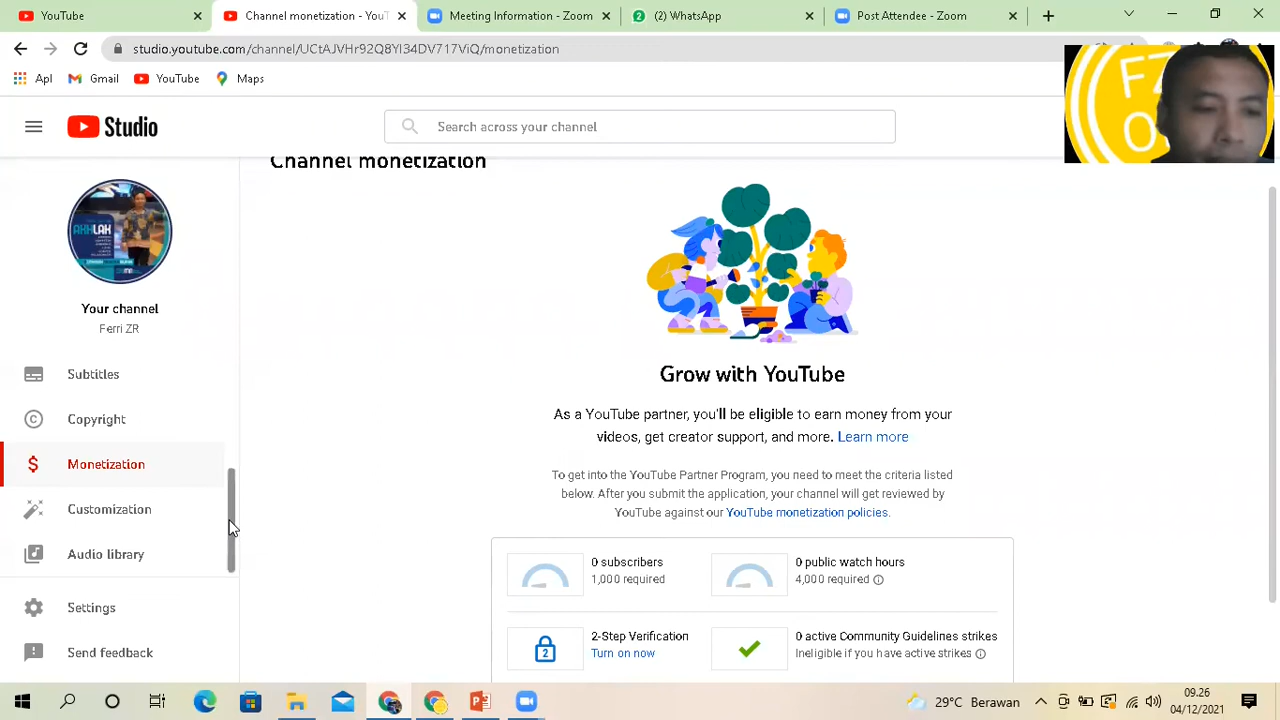 YouTube
Channel monetization - YouT
Meeting Information - Zoom
(2) WhatsApp
Post Attendee - Zoom
studio.youtube.com/channel/UCtAJVHr92Q8Yl34DV717ViQ/monetization
Apl
Gmail
YouTube
Maps
Studio
Search across your channel
Channel monetization
AKHLAK
Your channel
Ferri ZR
Subtitles
Copyright
Monetization
Customization
Audio library
Settings
Send feedback
Grow with YouTube
As a YouTube partner, you'll be eligible to earn money from your
videos, get creator support, and more. Learn more
To get into the YouTube Partner Program, you need to meet the criteria listed
below. After you submit the application, your channel will get reviewed by
YouTube against our YouTube monetization policies.
0 subscribers
1,000 required
0 public watch hours
4,000 required
2-Step Verification
Turn on now
0 active Community Guidelines strikes
Ineligible if you have active strikes
29°C Berawan
09.26
04/12/2021